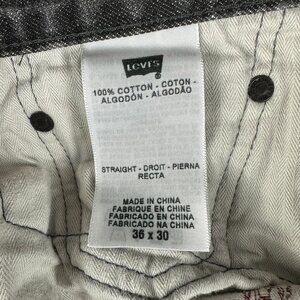 Levi's
100% COTTON - COTON -
ALGODÓN - ALGODÃO
STRAIGHT - DROIT - PIERNA
RECTA
MADE IN CHINA
FABRIQUE EN CHINE
FABRICADO EN CHINA
FABRICADO NA CHINA
36 x 30